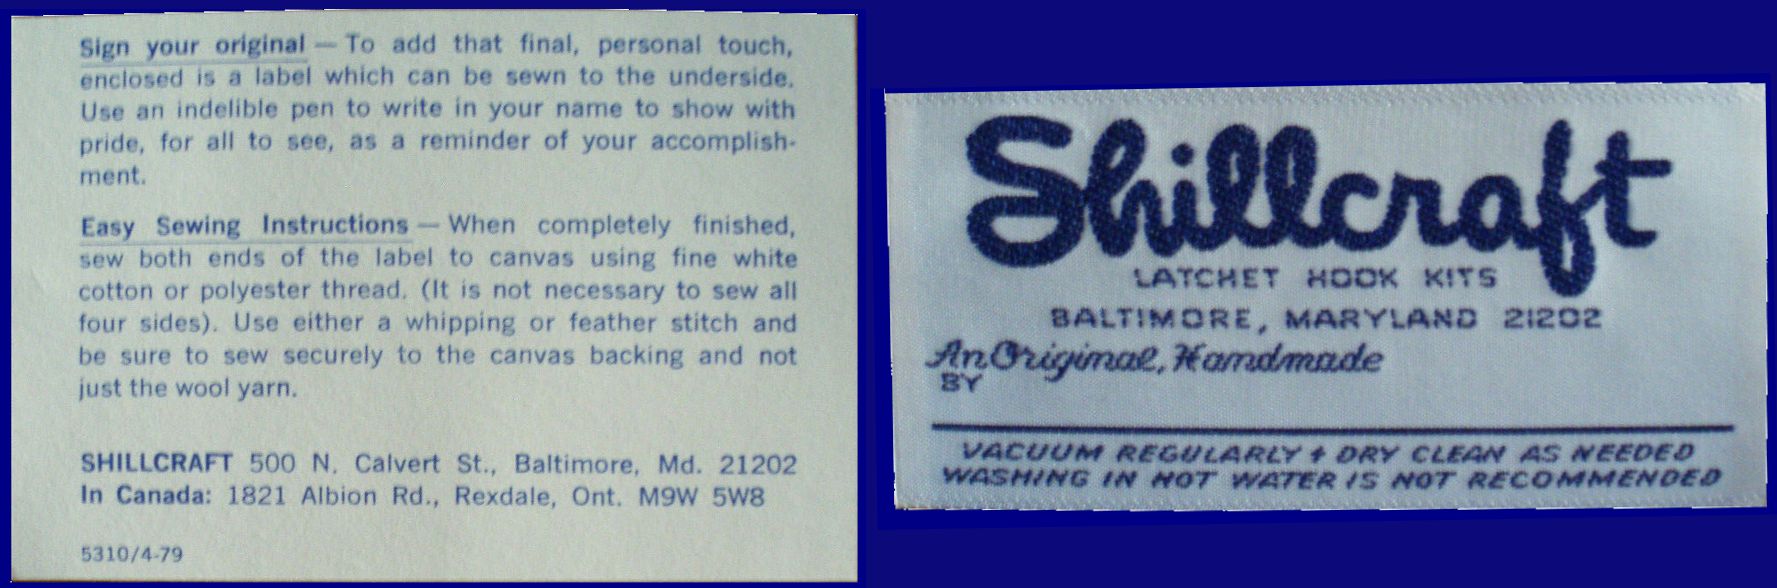 Sign your original — To add that final, personal touch,
enclosed is a label which can be sewn to the underside.
Use an indelible pen to write in your name to show with
pride, for all to see, as a reminder of your accomplish-
ment.
Easy Sewing Instructions — When completely finished,
sew both ends of the label to canvas using fine white
cotton or polyester thread. (It is not necessary to sew all
four sides). Use either a whipping or feather stitch and
be sure to sew securely to the canvas backing and not
just the wool yarn.
SHILLCRAFT 500 N. Calvert St., Baltimore, Md. 21202
In Canada: 1821 Albion Rd., Rexdale, Ont. M9W 5W8
5310/4-79
Shillcraft
LATCHET HOOK KITS
BALTIMORE, MARYLAND 21202
An Original, Handmade
BY
VACUUM REGULARLY + DRY CLEAN AS NEEDED
WASHING IN HOT WATER IS NOT RECOMMENDED